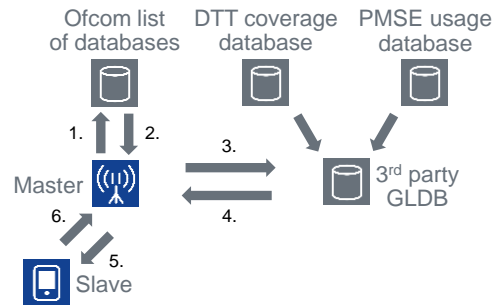 Ofcom list
of databases
DTT coverage
database
PMSE usage
database
1.
2.
3.
Master
3rd party
GLDB
4.
6.
5.
Slave